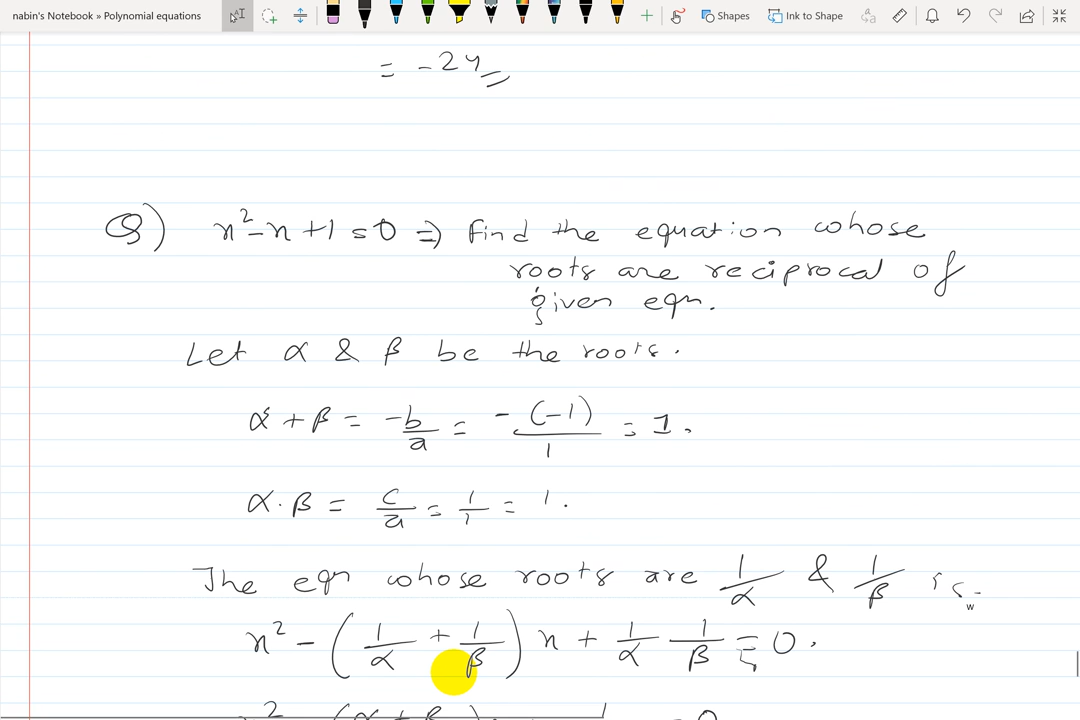 nabin's Notebook » Polynomial equations
Shapes
Ink to Shape
= -24
Q) x² - x + 1 = 0 ⇒ Find the equation whose
roots are reciprocal of
given eqn.
Let α & β be the roots.
α + β = -b/a = -(-1)/1 = 1.
α · β = c/a = 1/1 = 1.
The eqn whose roots are 1/α & 1/β is
x² - (1/α + 1/β) x + 1/α 1/β = 0.